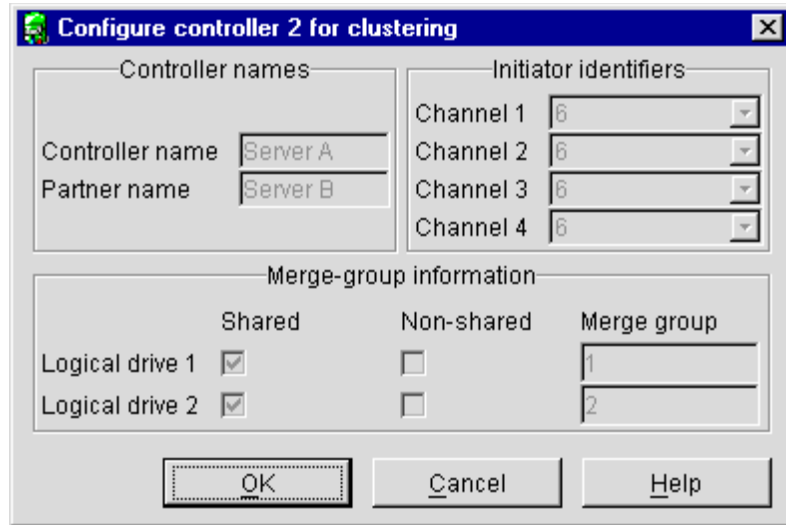 Configure controller 2 for clustering
Controller names
Controller name Server A
Partner name Server B
Initiator identifiers
Channel 1 6
Channel 2 6
Channel 3 6
Channel 4 6
Merge-group information
Shared Non-shared Merge group
Logical drive 1 1
Logical drive 2 2
OK Cancel Help